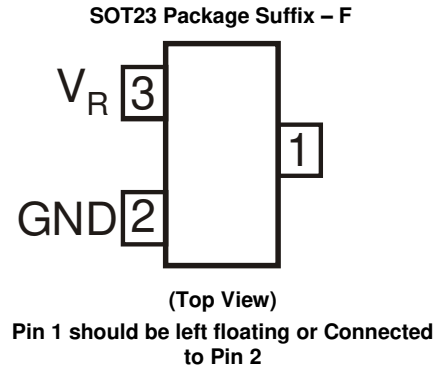 SOT23 Package Suffix – F
VR 3
1
GND 2
(Top View)
Pin 1 should be left floating or Connected
to Pin 2